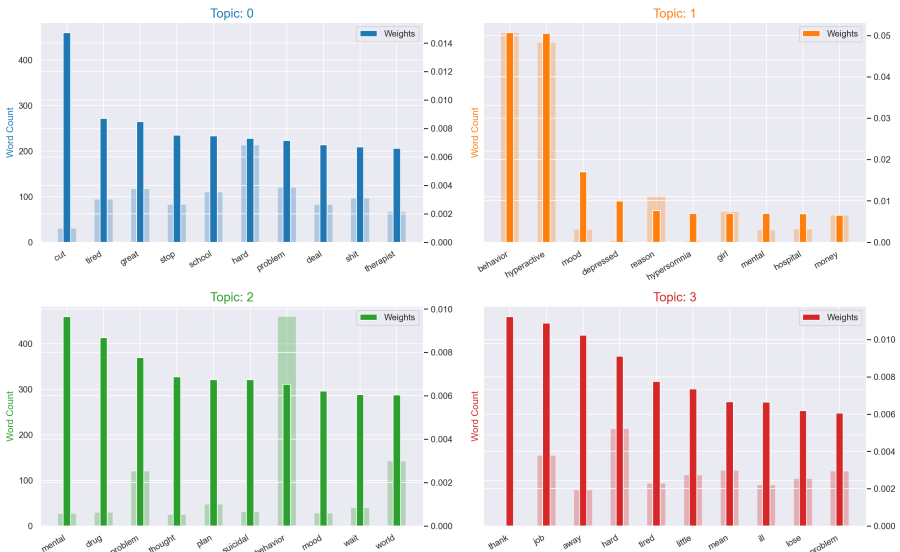 Topic: 0
Weights
Word Count
400
300
200
100
0
0.014
0.012
0.010
0.008
0.006
0.004
0.002
0.000
cut
tired
great
stop
school
hard
problem
deal
shit
therapist
Topic: 1
Weights
Word Count
0.05
0.04
0.03
0.02
0.01
0.00
behavior
hyperactive
mood
depressed
reason
hypersomnia
girl
mental
hospital
money
Topic: 2
Weights
Word Count
400
300
200
100
0
0.010
0.008
0.006
0.004
0.002
0.000
mental
drug
problem
thought
plan
suicidal
behavior
mood
wait
world
Topic: 3
Weights
Word Count
0.010
0.008
0.006
0.004
0.002
0.000
thank
job
away
hard
tired
little
mean
ill
lose
problem